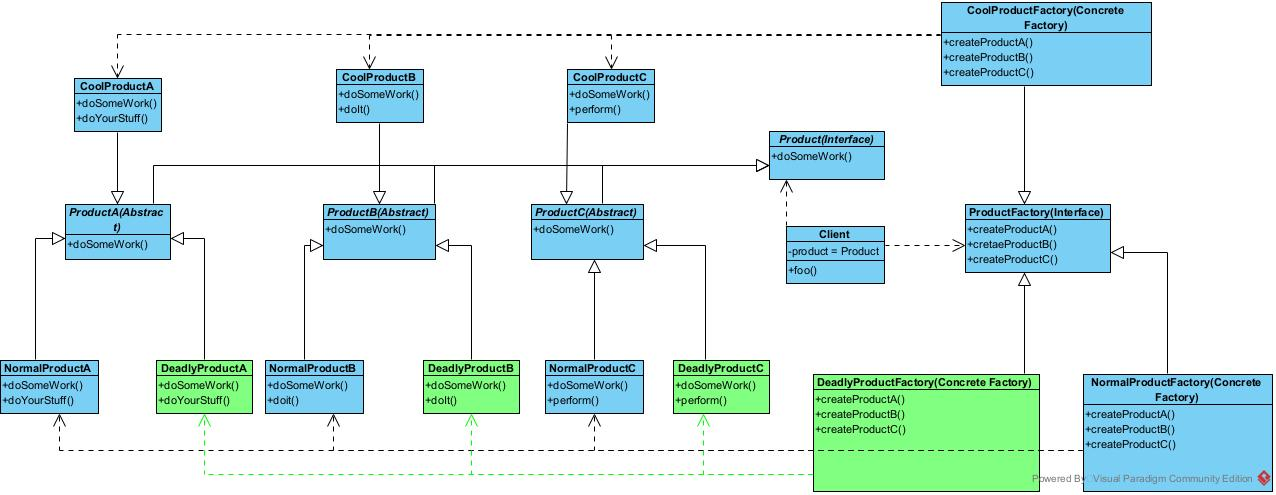 CoolProductFactory(Concrete
Factory)
+createProductA()
+createProductB()
+createProductC()
CoolProductA
+doSomeWork()
+doYourStuff()
CoolProductB
+doSomeWork()
+doIt()
CoolProductC
+doSomeWork()
+perform()
Product(Interface)
+doSomeWork()
ProductA(Abstrac
t)
+doSomeWork()
ProductB(Abstract)
+doSomeWork()
ProductC(Abstract)
+doSomeWork()
Client
-product = Product
+foo()
ProductFactory(Interface)
+createProductA()
+cretaeProductB()
+createProductC()
NormalProductA
+doSomeWork()
+doYourStuff()
DeadlyProductA
+doSomeWork()
+doYourStuff()
NormalProductB
+doSomeWork()
+doit()
DeadlyProductB
+doSomeWork()
+doIt()
NormalProductC
+doSomeWork()
+perform()
DeadlyProductC
+doSomeWork()
+perform()
DeadlyProductFactory(Concrete Factory)
+createProductA()
+createProductB()
+createProductC()
NormalProductFactory(Concrete
Factory)
+createProductA()
+createProductB()
+createProductC()
Powered By Visual Paradigm Community Edition